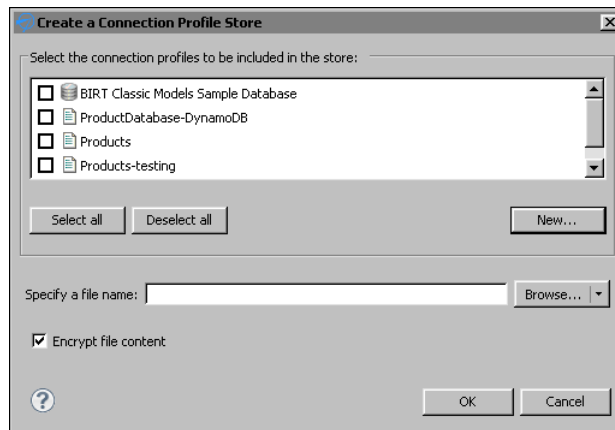 Create a Connection Profile Store
Select the connection profiles to be included in the store:
BIRT Classic Models Sample Database
ProductDatabase-DynamoDB
Products
Products-testing
Select all
Deselect all
New...
Specify a file name:
Browse...
Encrypt file content
?
OK
Cancel